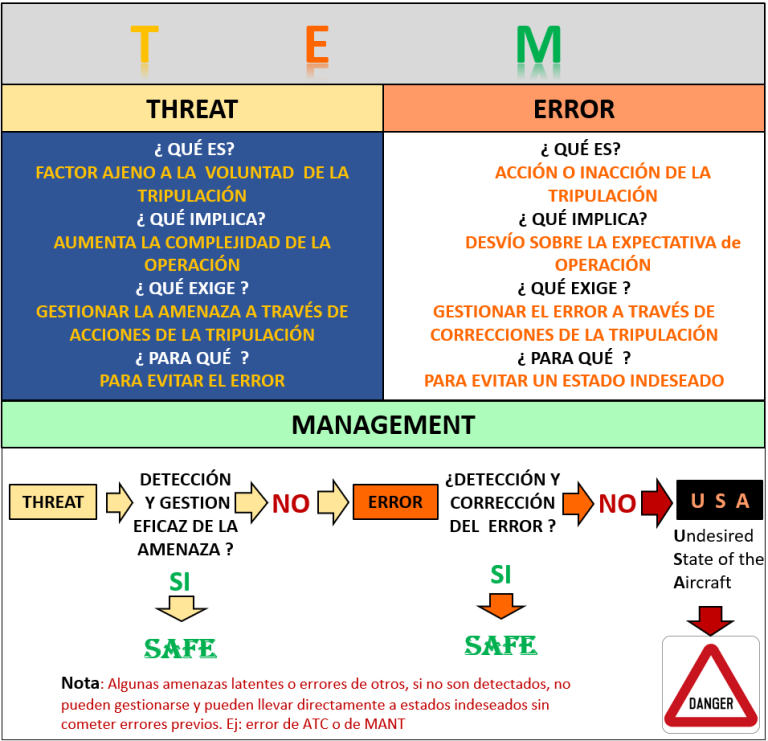 T E M
THREAT
ERROR
¿ QUÉ ES?
FACTOR AJENO A LA VOLUNTAD DE LA
TRIPULACIÓN
¿ QUÉ IMPLICA?
AUMENTA LA COMPLEJIDAD DE LA
OPERACIÓN
¿ QUÉ EXIGE ?
GESTIONAR LA AMENAZA A TRAVÉS DE
ACCIONES DE LA TRIPULACIÓN
¿ PARA QUÉ ?
PARA EVITAR EL ERROR
¿ QUÉ ES?
ACCIÓN O INACCIÓN DE LA
TRIPULACIÓN
¿ QUÉ IMPLICA?
DESVÍO SOBRE LA EXPECTATIVA de
OPERACIÓN
¿ QUÉ EXIGE ?
GESTIONAR EL ERROR A TRAVÉS DE
CORRECCIONES DE LA TRIPULACIÓN
¿ PARA QUÉ ?
PARA EVITAR UN ESTADO INDESEADO
MANAGEMENT
THREAT
DETECCIÓN
Y GESTION
EFICAZ DE LA
AMENAZA ?
NO
ERROR
¿DETECCIÓN Y
CORRECCIÓN
DEL ERROR ?
NO
U S A
Undesired
State of the
Aircraft
SI
SAFE
SI
SAFE
DANGER
Nota: Algunas amenazas latentes o errores de otros, si no son detectados, no
pueden gestionarse y pueden llevar directamente a estados indeseados sin
cometer errores previos. Ej: error de ATC o de MANT